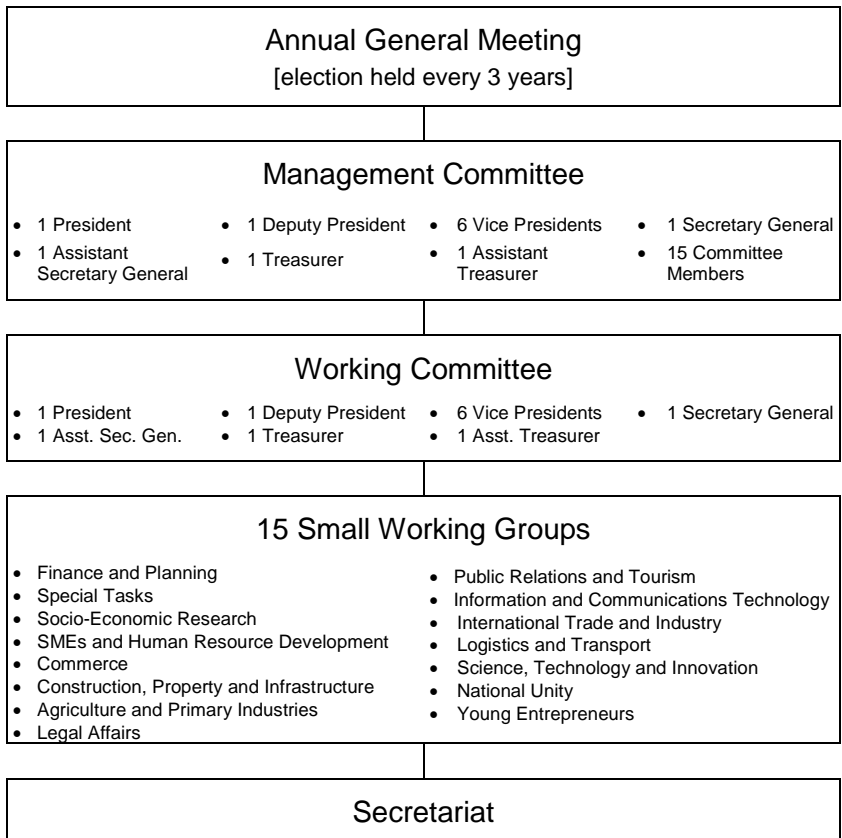 Annual General Meeting
[election held every 3 years]
Management Committee
• 1 President
• 1 Deputy President
• 6 Vice Presidents
• 1 Secretary General
• 1 Assistant
Secretary General
• 1 Treasurer
• 1 Assistant
Treasurer
• 15 Committee
Members
Working Committee
• 1 President
• 1 Deputy President
• 6 Vice Presidents
• 1 Secretary General
• 1 Asst. Sec. Gen.
• 1 Treasurer
• 1 Asst. Treasurer
15 Small Working Groups
• Finance and Planning
• Special Tasks
• Socio-Economic Research
• SMEs and Human Resource Development
• Commerce
• Construction, Property and Infrastructure
• Agriculture and Primary Industries
• Legal Affairs
• Public Relations and Tourism
• Information and Communications Technology
• International Trade and Industry
• Logistics and Transport
• Science, Technology and Innovation
• National Unity
• Young Entrepreneurs
Secretariat